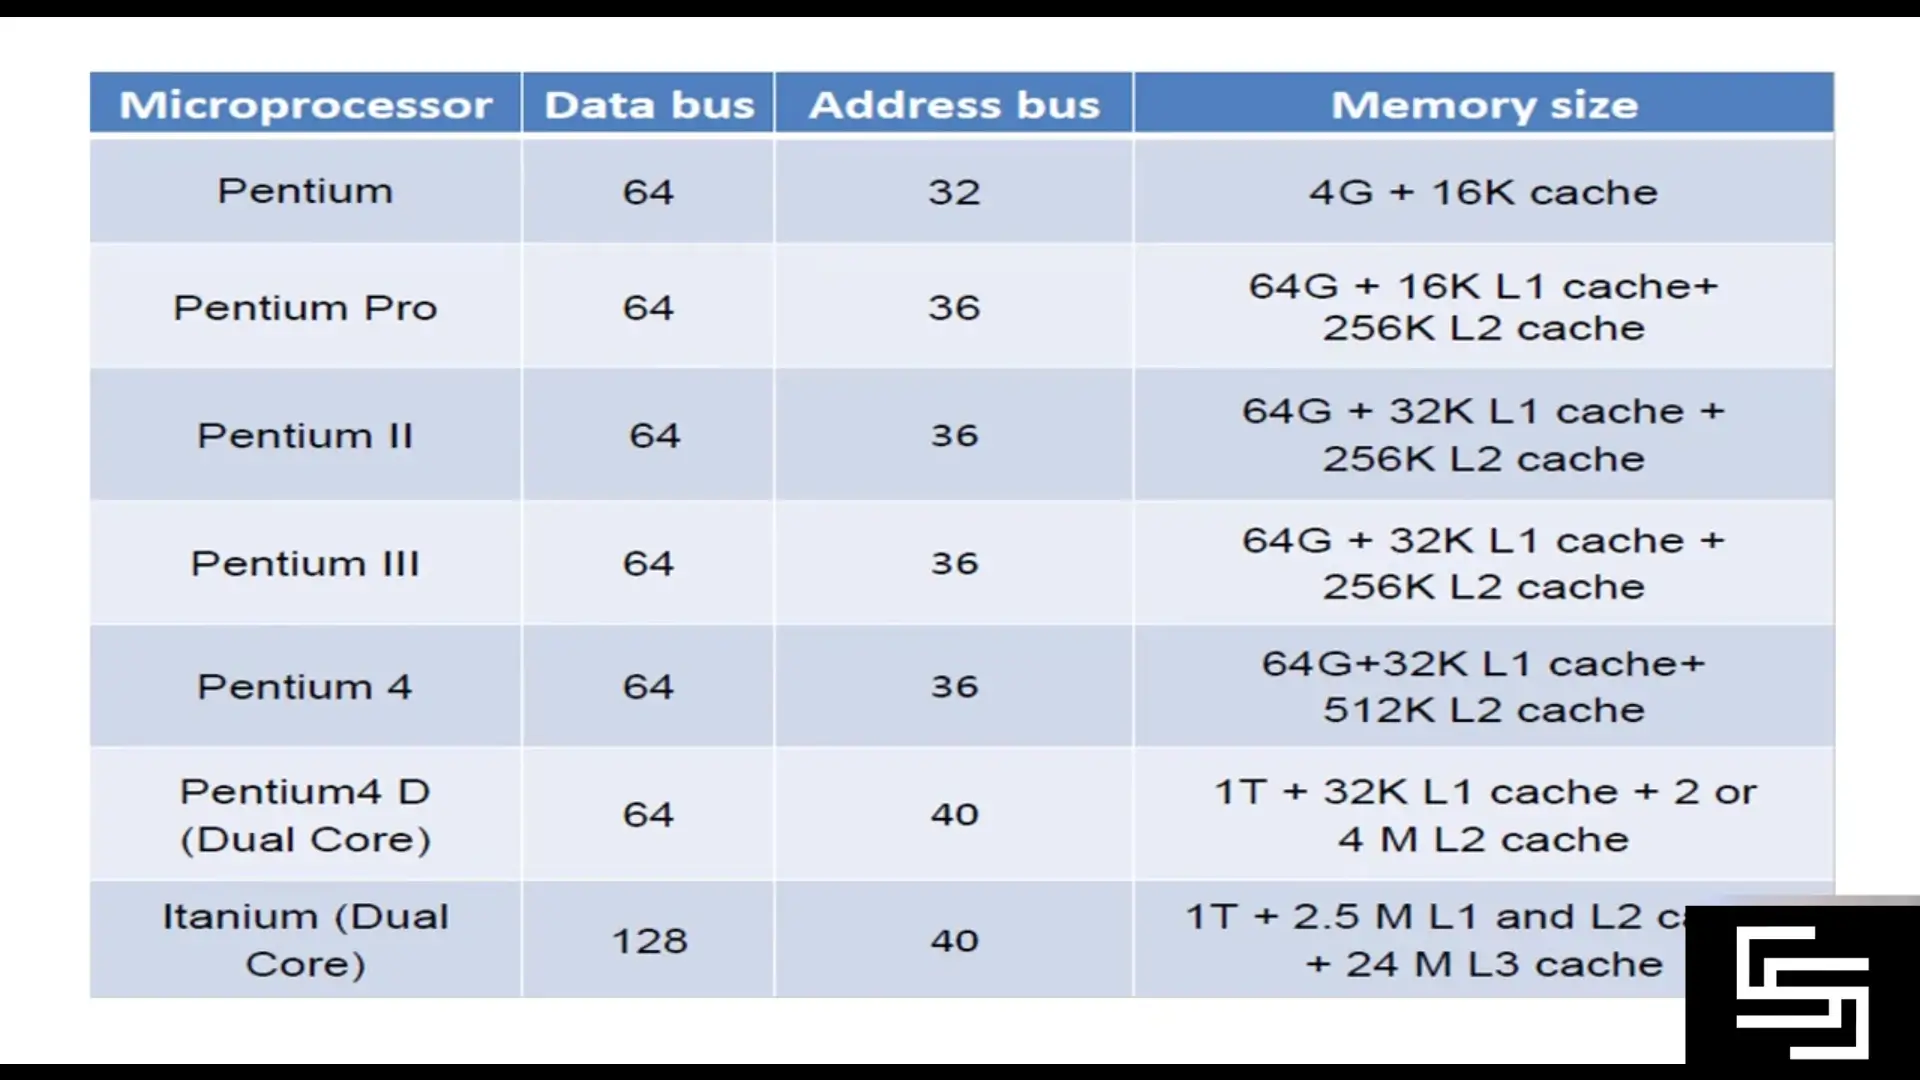 Microprocessor Data bus Address bus Memory size
Pentium 64 32 4G + 16K cache
Pentium Pro 64 36 64G + 16K L1 cache+
256K L2 cache
Pentium II 64 36 64G + 32K L1 cache +
256K L2 cache
Pentium III 64 36 64G + 32K L1 cache +
256K L2 cache
Pentium 4 64 36 64G+32K L1 cache+
512K L2 cache
Pentium4 D
(Dual Core) 64 40 1T + 32K L1 cache + 2 or
4 M L2 cache
Itanium (Dual
Core) 128 40 1T + 2.5 M L1 and L2
+ 24 M L3 cache